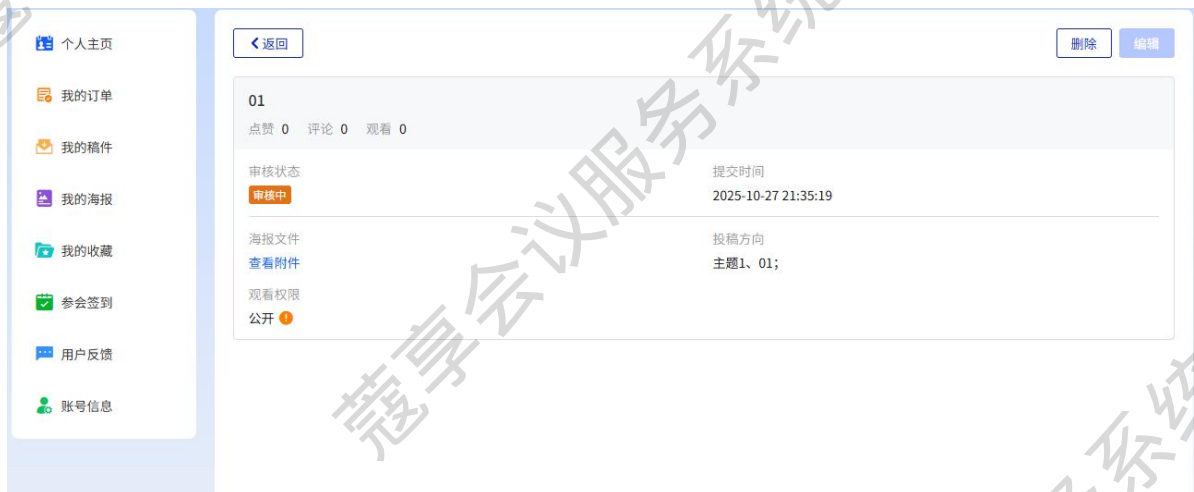 个人主页
我的订单
我的稿件
我的海报
我的收藏
参会签到
用户反馈
账号信息
返回
删除
编辑
01
点赞 0 评论 0 观看 0
审核状态
审核中
提交时间
2025-10-27 21:35:19
海报文件
查看附件
投稿方向
主题1、01；
观看权限
公开
蔻享会议服务系统
务系统